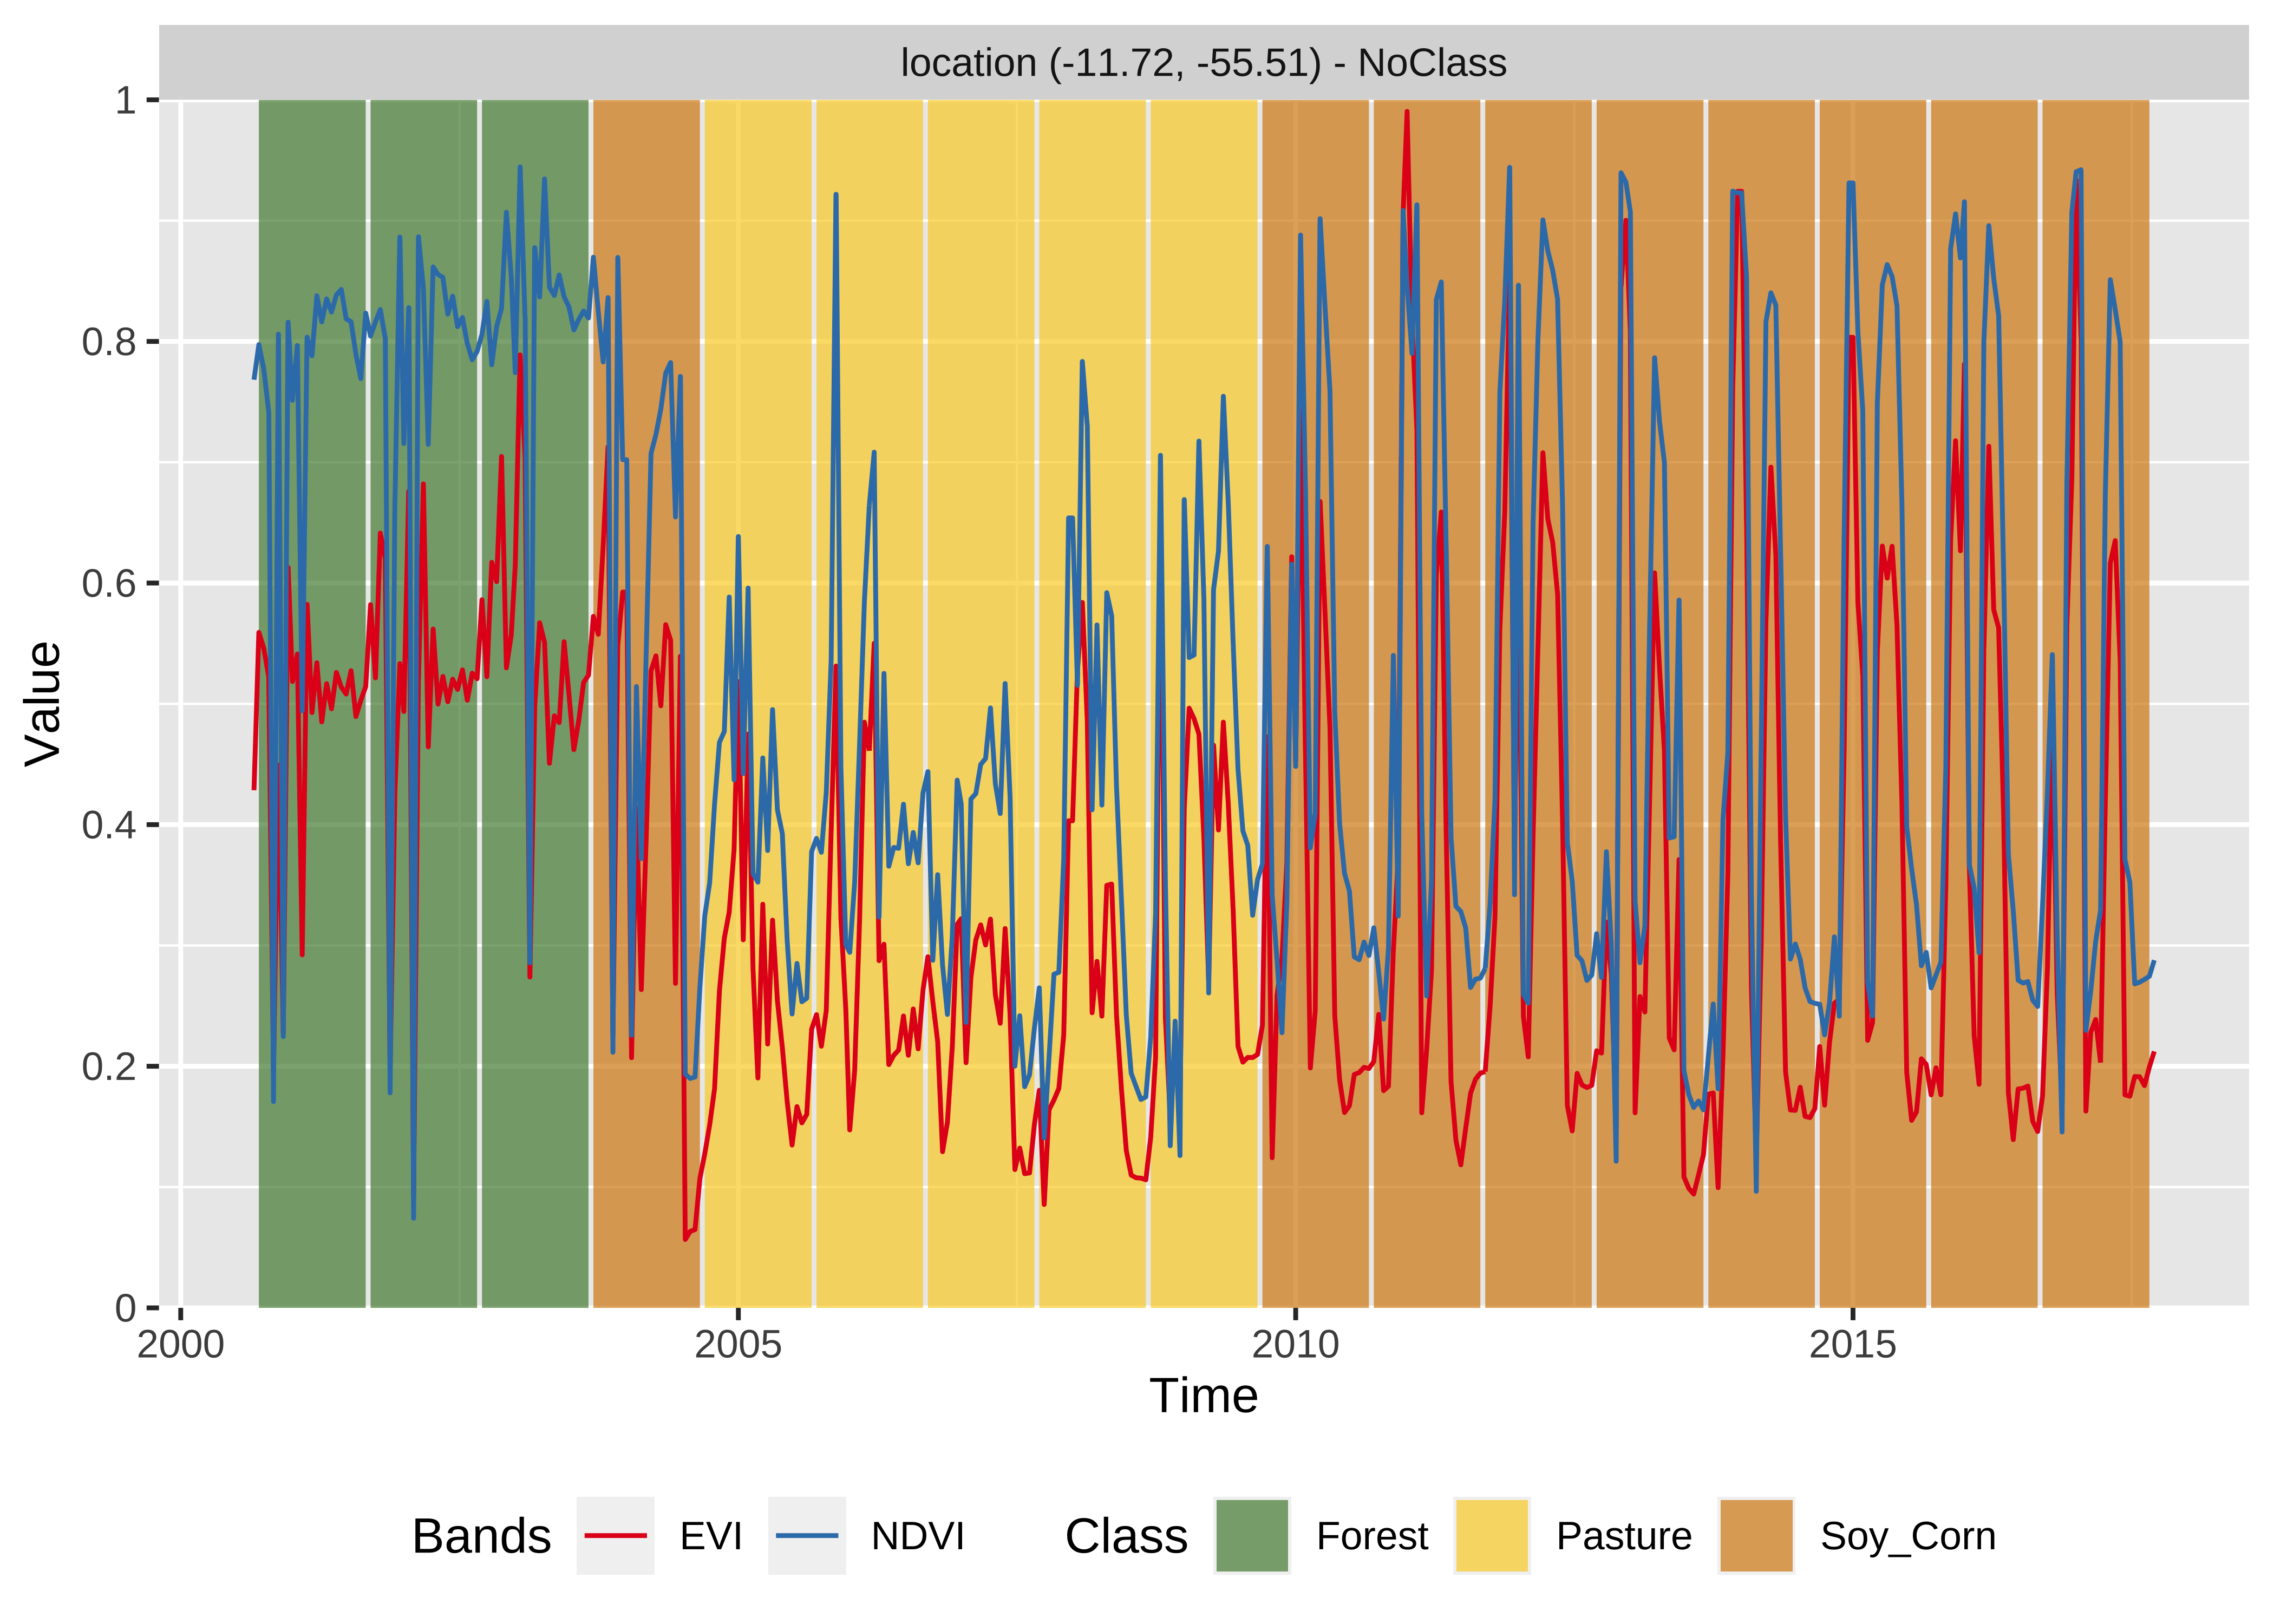 location (-11.72, -55.51) - NoClass
1
0.8
0.6
0.4
0.2
0
Value
2000 2005 2010 2015
Time
Bands EVI NDVI Class Forest Pasture Soy_Corn